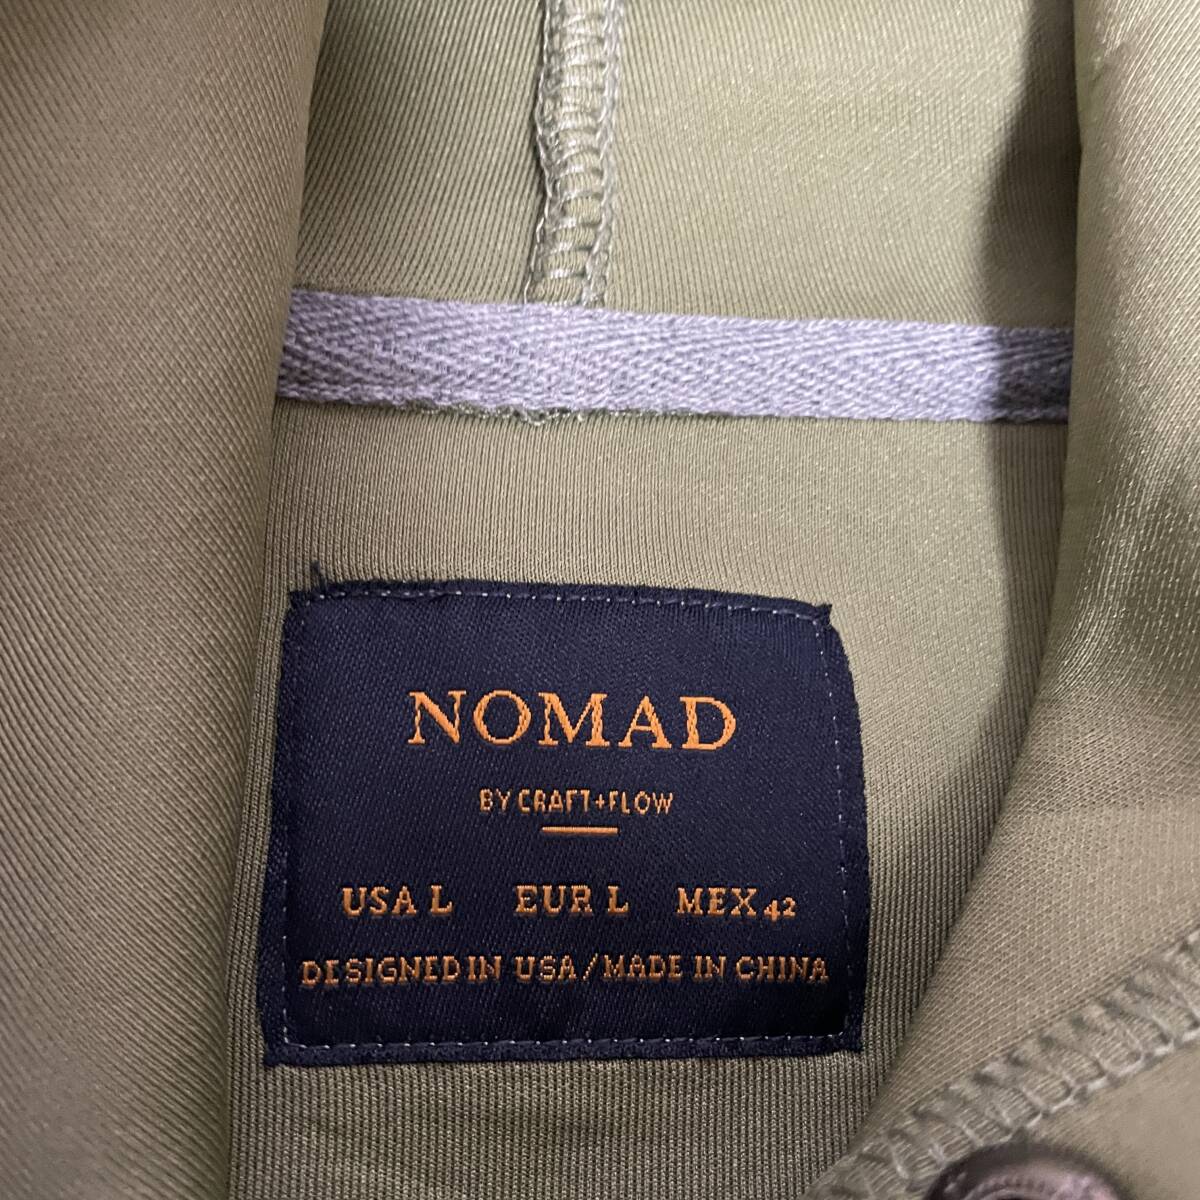 NOMAD
BY CRAFT+FLOW
USA L EUR L MEX 42
DESIGNED IN USA/MADE IN CHINA